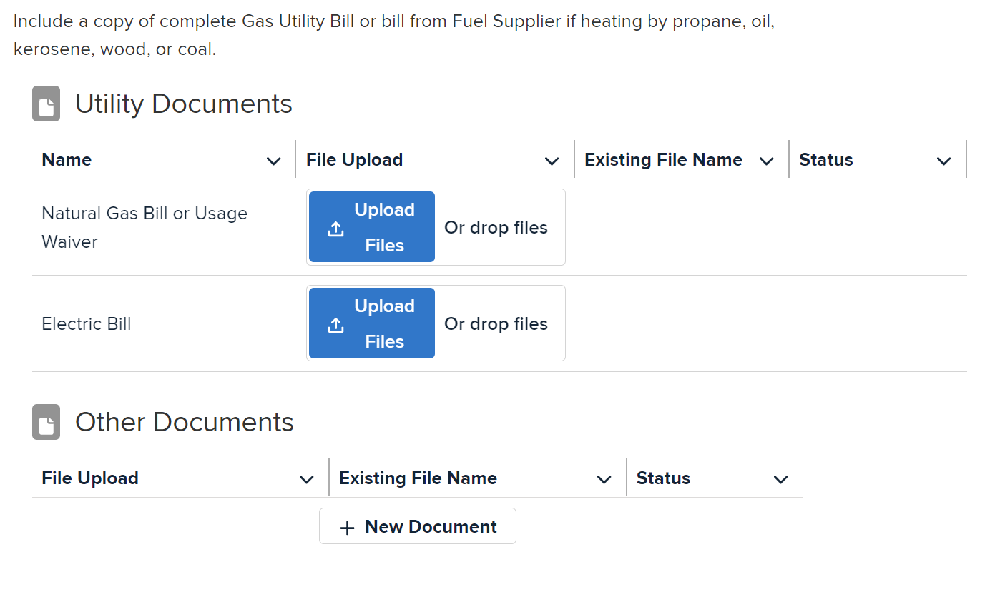 Include a copy of complete Gas Utility Bill or bill from Fuel Supplier if heating by propane, oil,
kerosene, wood, or coal.
Utility Documents
Name File Upload Existing File Name Status
Natural Gas Bill or Usage
Waiver
Upload
Files
Or drop files
Electric Bill
Upload
Files
Or drop files
Other Documents
File Upload Existing File Name Status
New Document